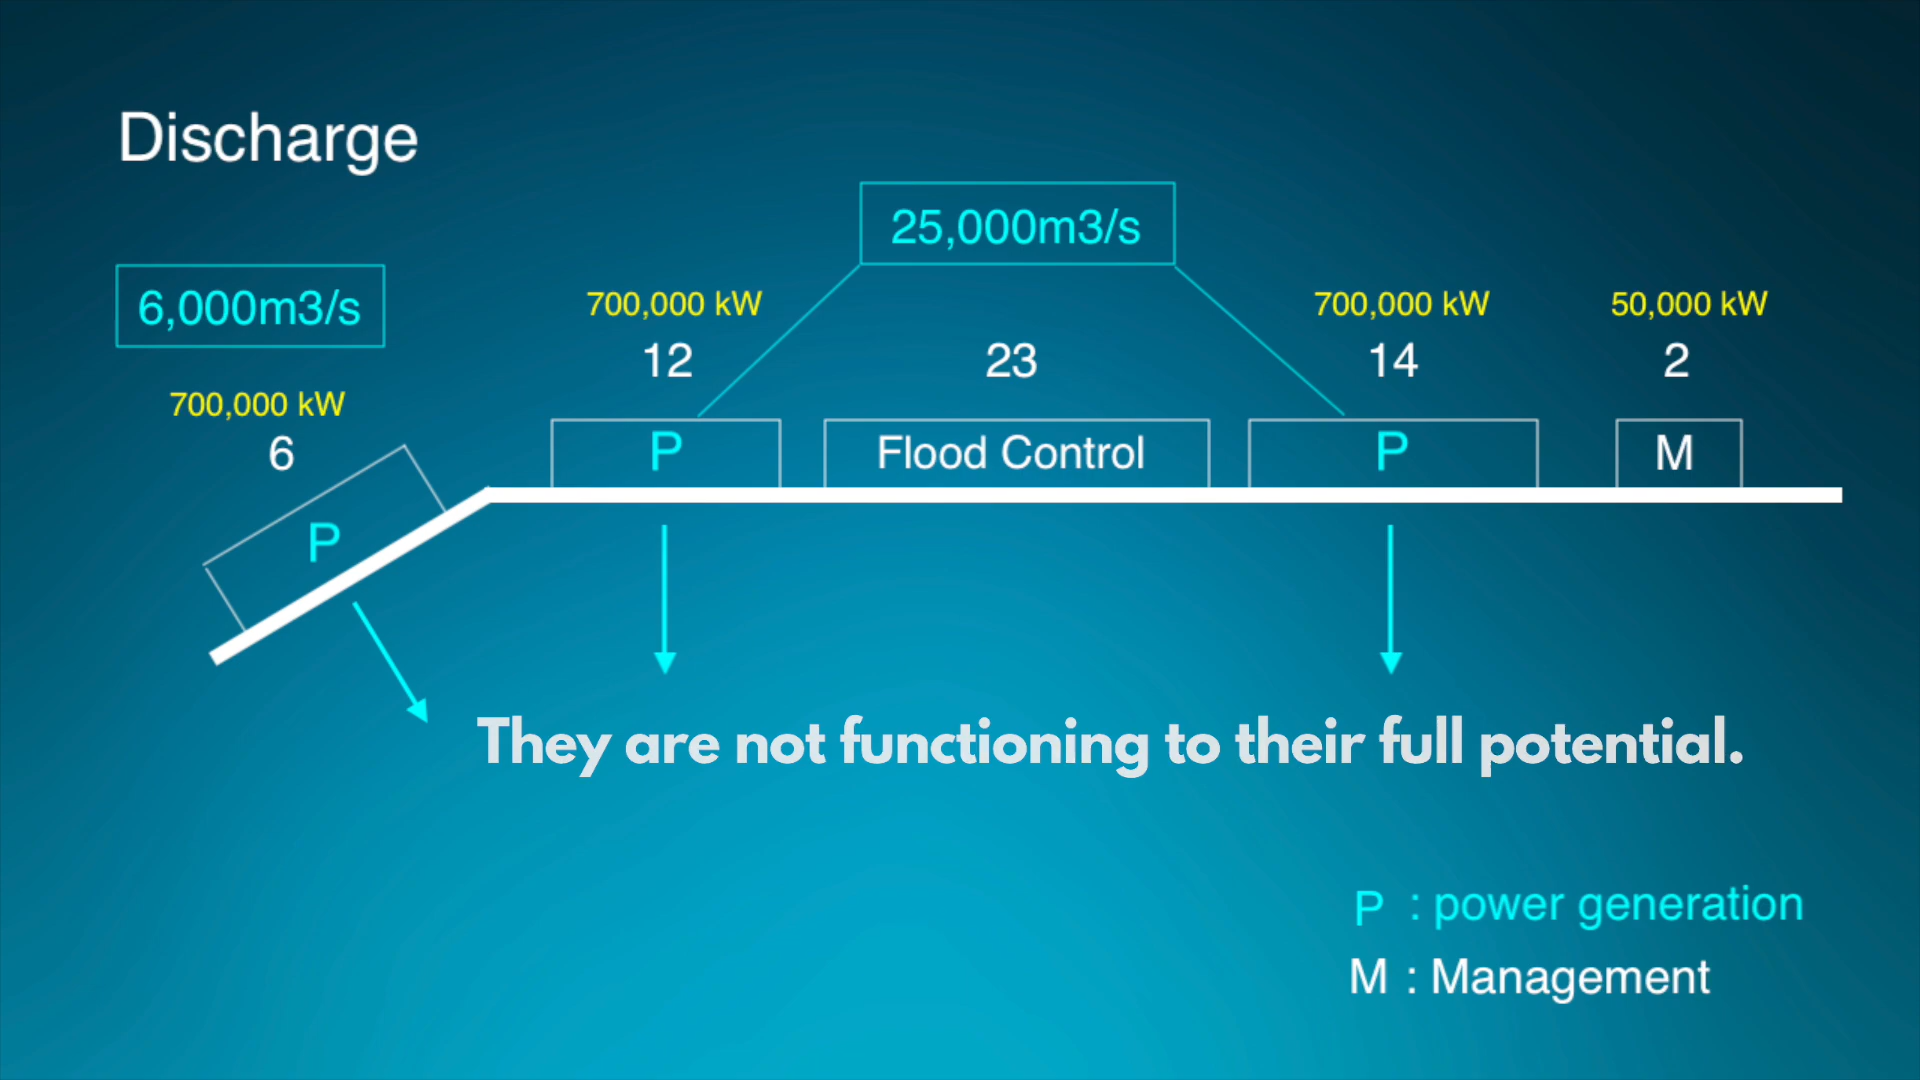 Discharge
25,000m3/s
6,000m3/s
700,000 kW
12
23
700,000 kW
14
50,000 kW
2
700,000 kW
6
P
P
Flood Control
P
M
They are not functioning to their full potential.
P : power generation
M : Management